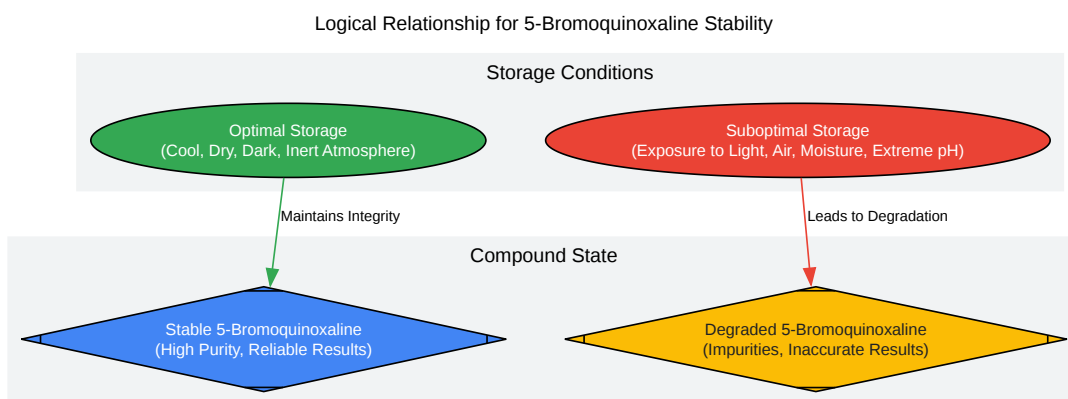 Logical Relationship for 5-Bromoquinoxaline Stability
Storage Conditions
Optimal Storage
(Cool, Dry, Dark, Inert Atmosphere)
Suboptimal Storage
(Exposure to Light, Air, Moisture, Extreme pH)
Maintains Integrity
Leads to Degradation
Compound State
Stable 5-Bromoquinoxaline
(High Purity, Reliable Results)
Degraded 5-Bromoquinoxaline
(Impurities, Inaccurate Results)